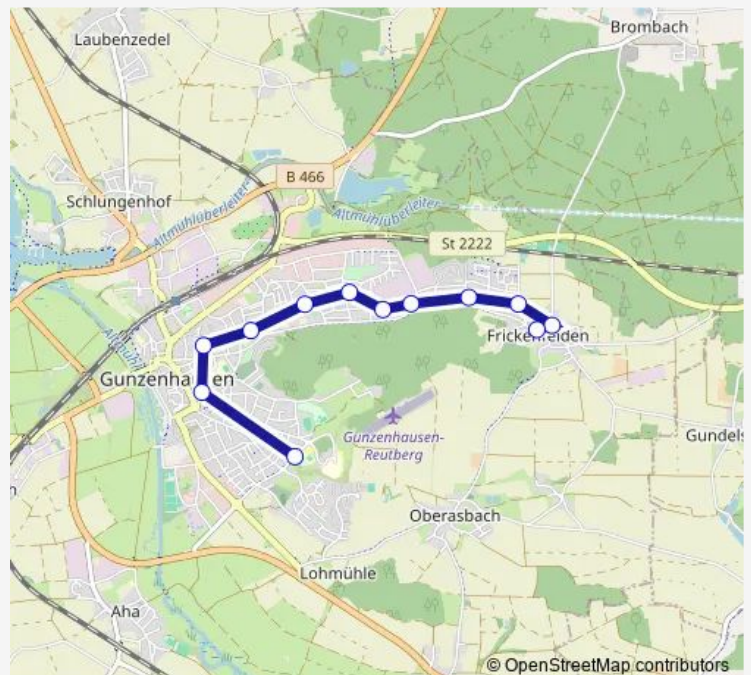 Brombach
Laubenzedel
B 466
Schlungenhof
Altmühlüberleiter
Altmühlüberleiter
St 2222
Altmühl
Frickenfelden
Gunzenhausen
Gunzenhausen-
Reutberg
Gundels
Oberasbach
Lohmühle
Aha
© OpenStreetMap contributors